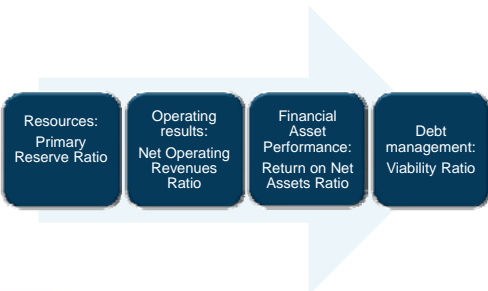 Resources:
Primary
Reserve Ratio
Operating
results:
Net Operating
Revenues
Ratio
Financial
Asset
Performance:
Return on Net
Assets Ratio
Debt
management:
Viability Ratio